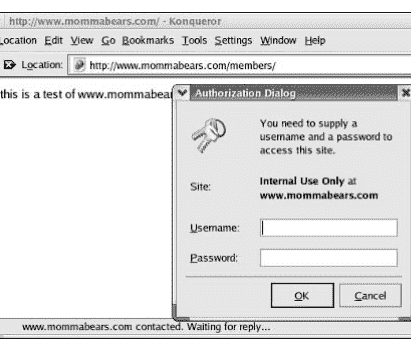 http://www.mommabears.com/ - Konqueror
Location Edit View Go Bookmarks Tools Settings Window Help
Location: http://www.mommabears.com/members/
this is a test of www.mommabear
Authorization Dialog
You need to supply a
username and a password to
access this site.
Site: Internal Use Only at
www.mommabears.com
Username:
Password:
OK Cancel
www.mommabears.com contacted. Waiting for reply...